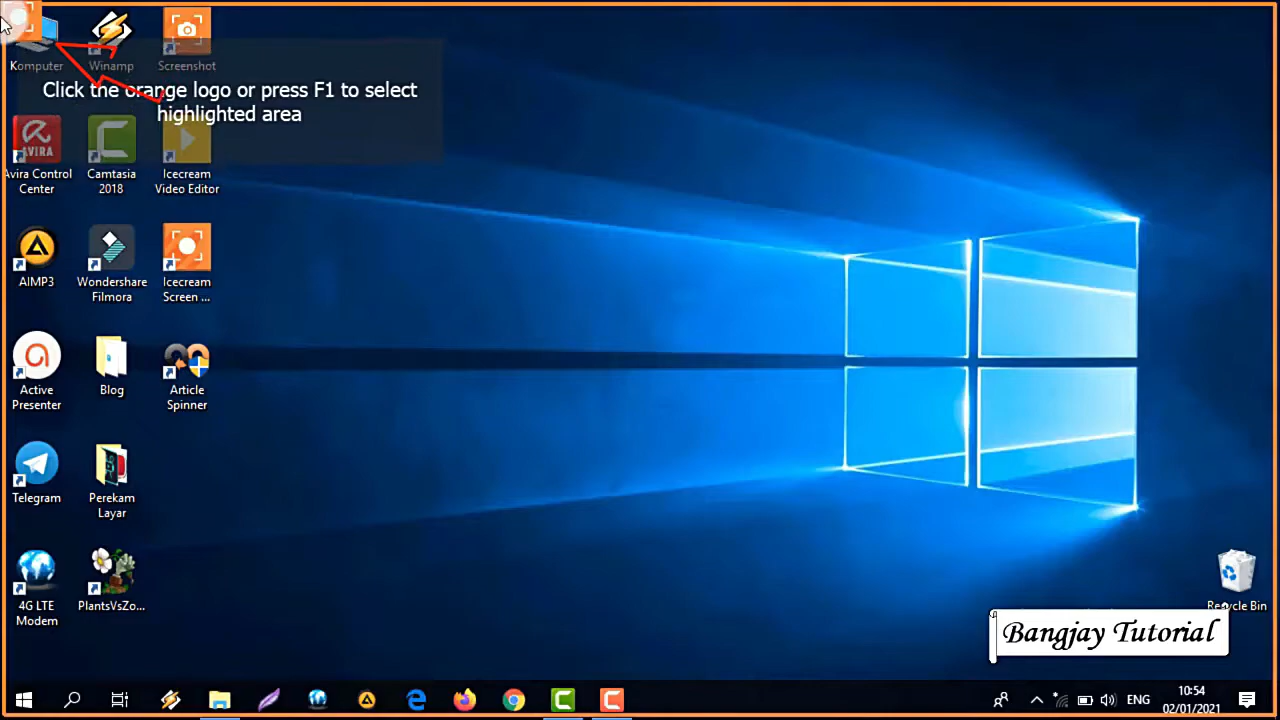 Komputer
Winamp
Screenshot
Click the orange logo or press F1 to select
highlighted area
AVIRA
Avira Control
Center
Camtasia
2018
Icecream
Video Editor
AIMP3
Wondershare
Filmora
Icecream
Screen ...
Active
Presenter
Blog
Article
Spinner
Telegram
Perekam
Layar
4G LTE
Modem
PlantsVsZo...
Recycle Bin
Bangjay Tutorial
ENG
10:54
02/01/2021